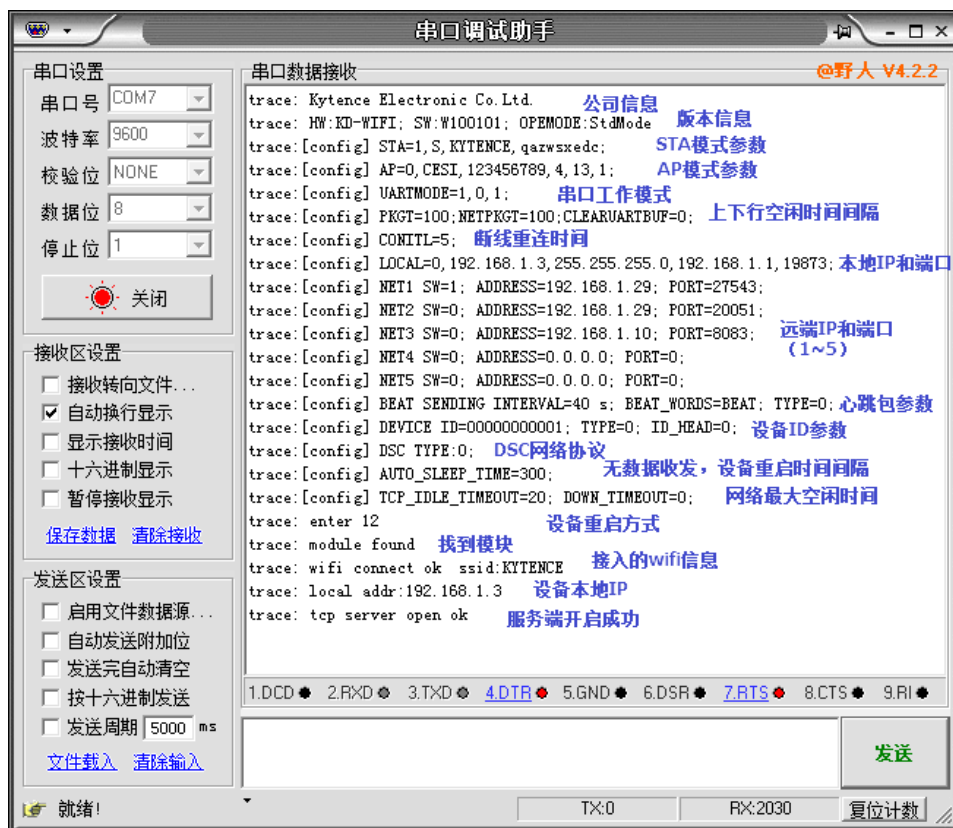 串口调试助手
串口设置
串口号 COM7
波特率 9600
校验位 NONE
数据位 8
停止位 1
关闭
接收区设置
接收转向文件...
自动换行显示
显示接收时间
十六进制显示
暂停接收显示
保存数据 清除接收
发送区设置
启用文件数据源...
自动发送附加位
发送完自动清空
按十六进制发送
发送周期 5000 ms
文件载入 清除输入
串口数据接收 @野人 V4.2.2
trace: Kytence Electronic Co.Ltd. 公司信息
trace: HW:KD-WIFI; SW:W100101; OPEMODE:StdMode 版本信息
trace:[config] STA=1,S,KYTENCE,qazwsxedc; STA模式参数
trace:[config] AP=0,CESI,123456789,4,13,1; AP模式参数
trace:[config] UARTMODE=1,0,1; 串口工作模式
trace:[config] PKGT=100;NETPKGT=100;CLEARUARTBUF=0; 上下行空闲时间间隔
trace:[config] CONITL=5; 断线重连时间
trace:[config] LOCAL=0,192.168.1.3,255.255.255.0,192.168.1.1,19873; 本地IP和端口
trace:[config] NET1 SW=1; ADDRESS=192.168.1.29; PORT=27543;
trace:[config] NET2 SW=0; ADDRESS=192.168.1.29; PORT=20051;
trace:[config] NET3 SW=0; ADDRESS=192.168.1.10; PORT=8083; 远端IP和端口
(1~5)
trace:[config] NET4 SW=0; ADDRESS=0.0.0.0; PORT=0;
trace:[config] NET5 SW=0; ADDRESS=0.0.0.0; PORT=0;
trace:[config] BEAT SENDING INTERVAL=40 s; BEAT_WORDS=BEAT; TYPE=0; 心跳包参数
trace:[config] DEVICE ID=00000000001; TYPE=0; ID_HEAD=0; 设备ID参数
trace:[config] DSC TYPE:0; DSC网络协议
trace:[config] AUTO_SLEEP_TIME=300; 无数据收发，设备重启时间间隔
trace:[config] TCP_IDLE_TIMEOUT=20; DOWN_TIMEOUT=0; 网络最大空闲时间
trace: enter 12 设备重启方式
trace: module found 找到模块
trace: wifi connect ok ssid:KYTENCE 接入的wifi信息
trace: local addr:192.168.1.3 设备本地IP
trace: tcp server open ok 服务端开启成功
1.DCD 2.RXD 3.TXD 4.DTR 5.GND 6.DSR 7.RTS 8.CTS 9.RI
发送
就绪! TX:0 RX:2030 复位计数